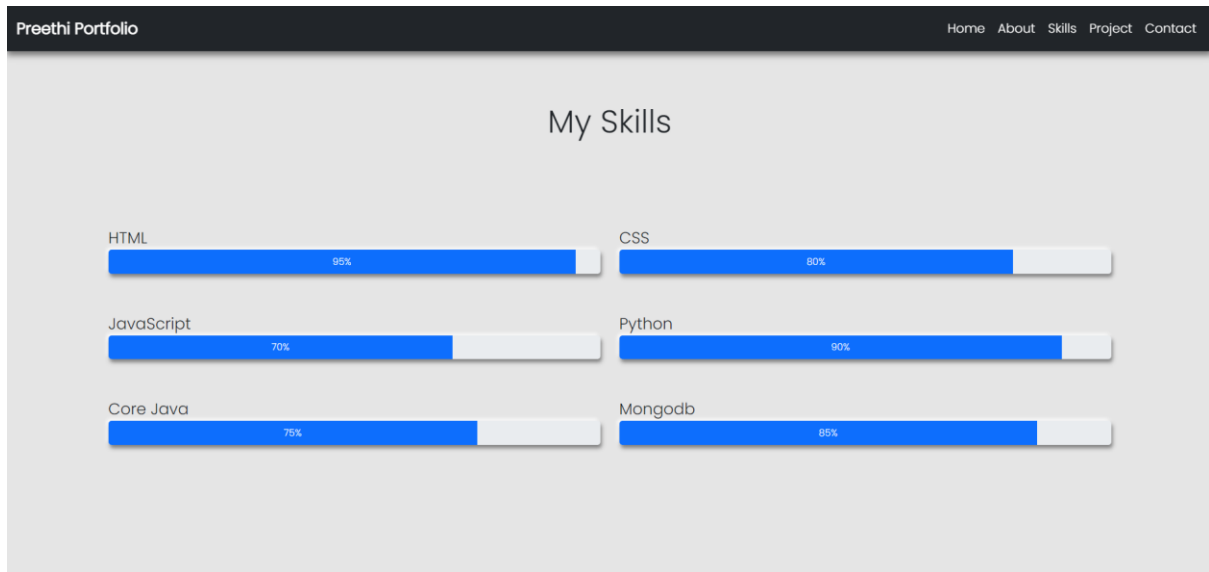 Preethi Portfolio Home About Skills Project Contact
My Skills
HTML CSS
95% 80%
JavaScript Python
70% 90%
Core Java Mongodb
75% 85%